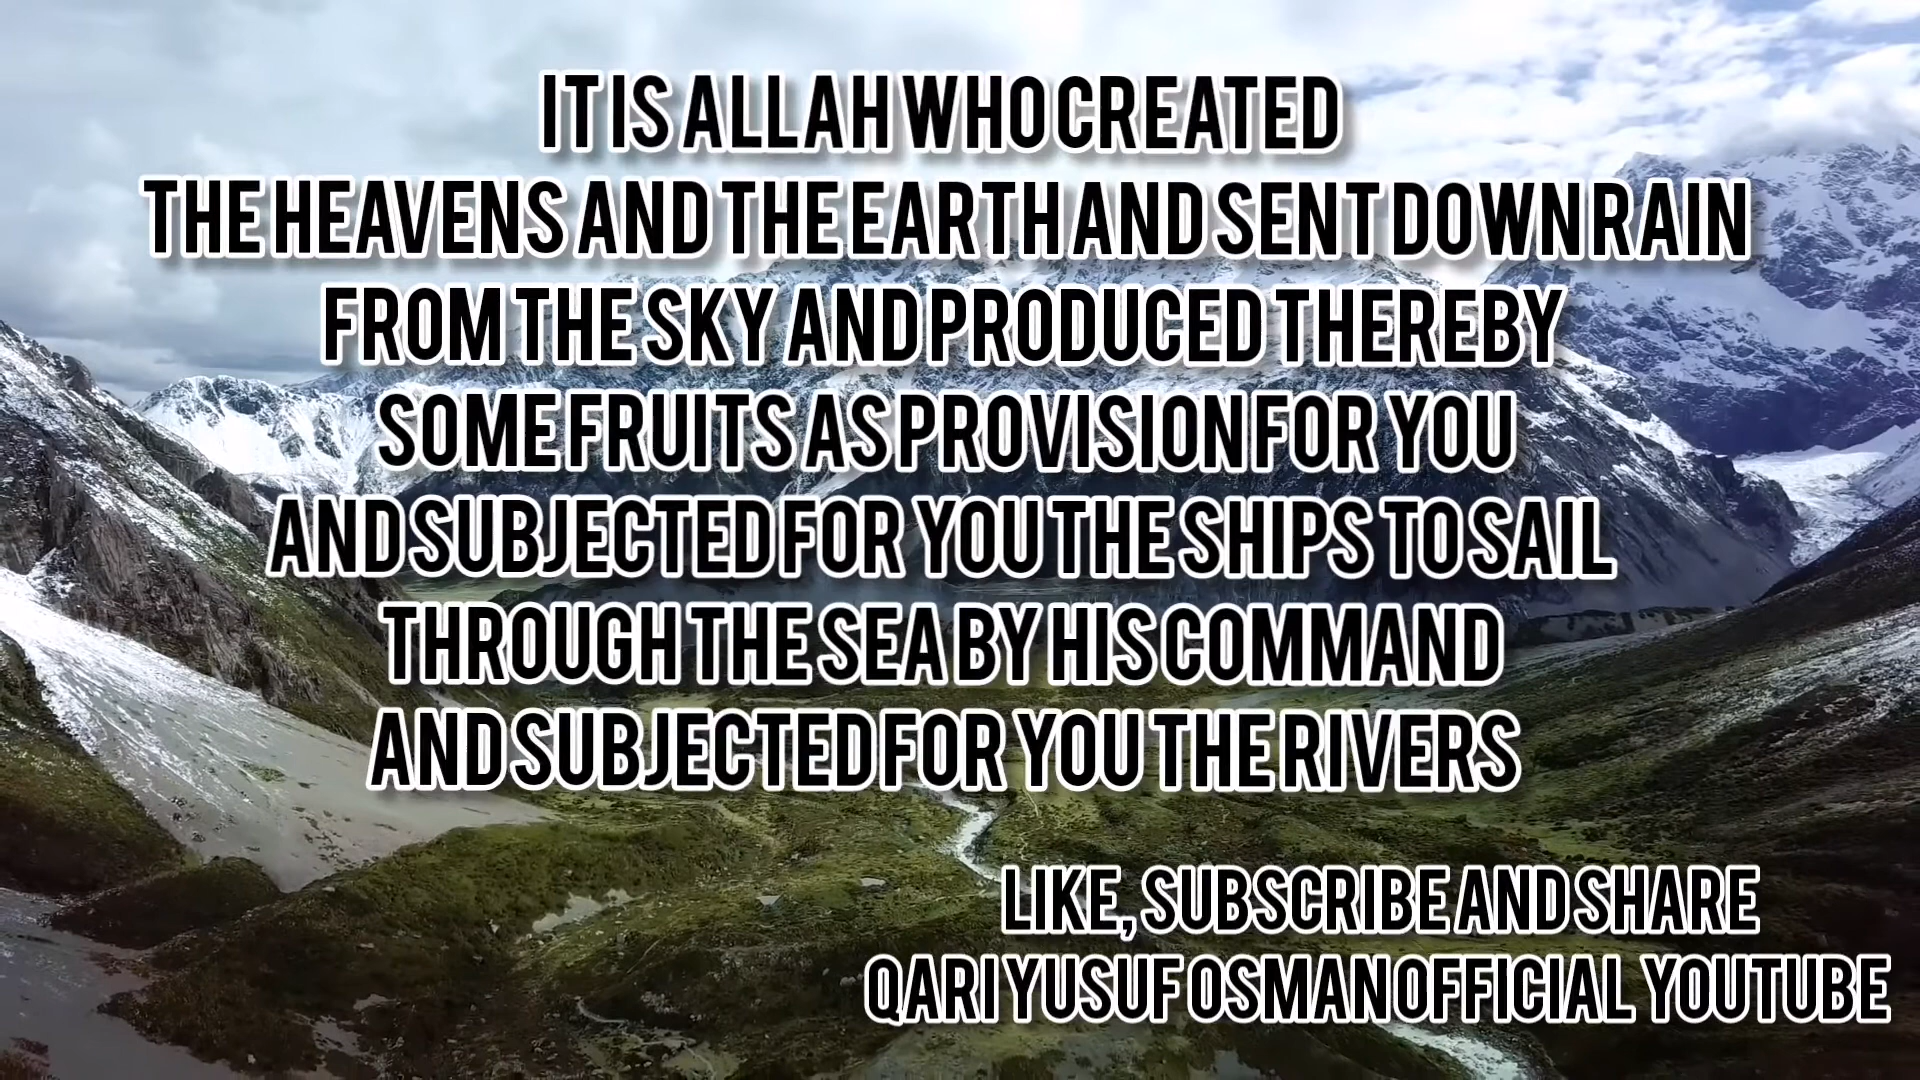 IT IS ALLAH WHO CREATED
THE HEAVENS AND THE EARTH AND SENT DOWN RAIN
FROM THE SKY AND PRODUCED THEREBY
SOME FRUITS AS PROVISION FOR YOU
AND SUBJECTED FOR YOU THE SHIPS TO SAIL
THROUGH THE SEA BY HIS COMMAND
AND SUBJECTED FOR YOU THE RIVERS
LIKE, SUBSCRIBE AND SHARE
QARI YUSUF OSMAN OFFICIAL YOUTUBE